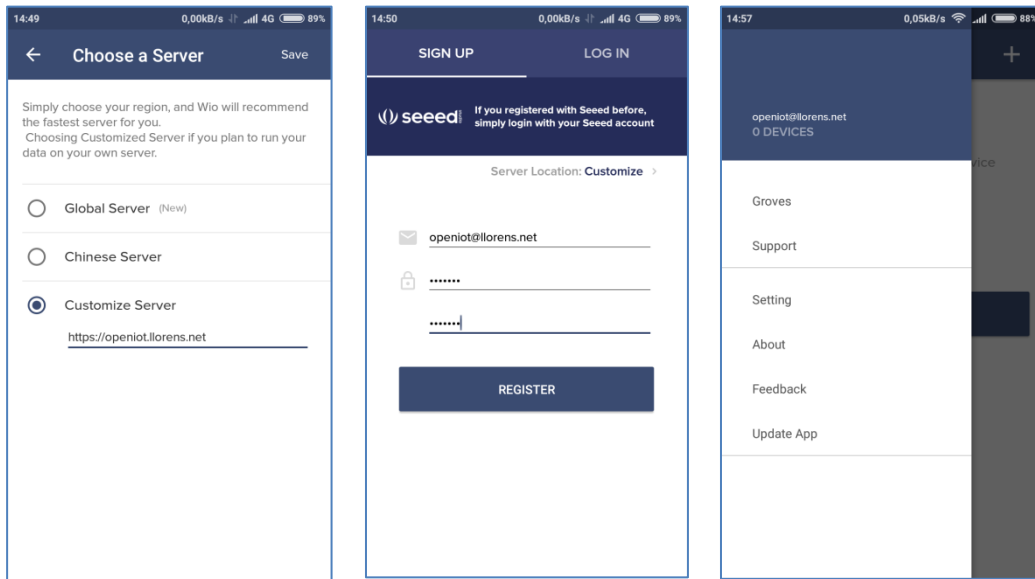 14:49 0,00kB/s 4G 89%
Choose a Server Save
Simply choose your region, and Wio will recommend
the fastest server for you.
Choosing Customized Server if you plan to run your
data on your own server.
Global Server (New)
Chinese Server
Customize Server
https://openiot.llorens.net
14:50 0,00kB/s 4G 89%
SIGN UP LOG IN
seeed
If you registered with Seeed before,
simply login with your Seeed account
Server Location: Customize >
openiot@llorens.net
•••••••
•••••••
REGISTER
14:57 0,05kB/s 88%
openiot@llorens.net
0 DEVICES
vice
Groves
Support
Setting
About
Feedback
Update App